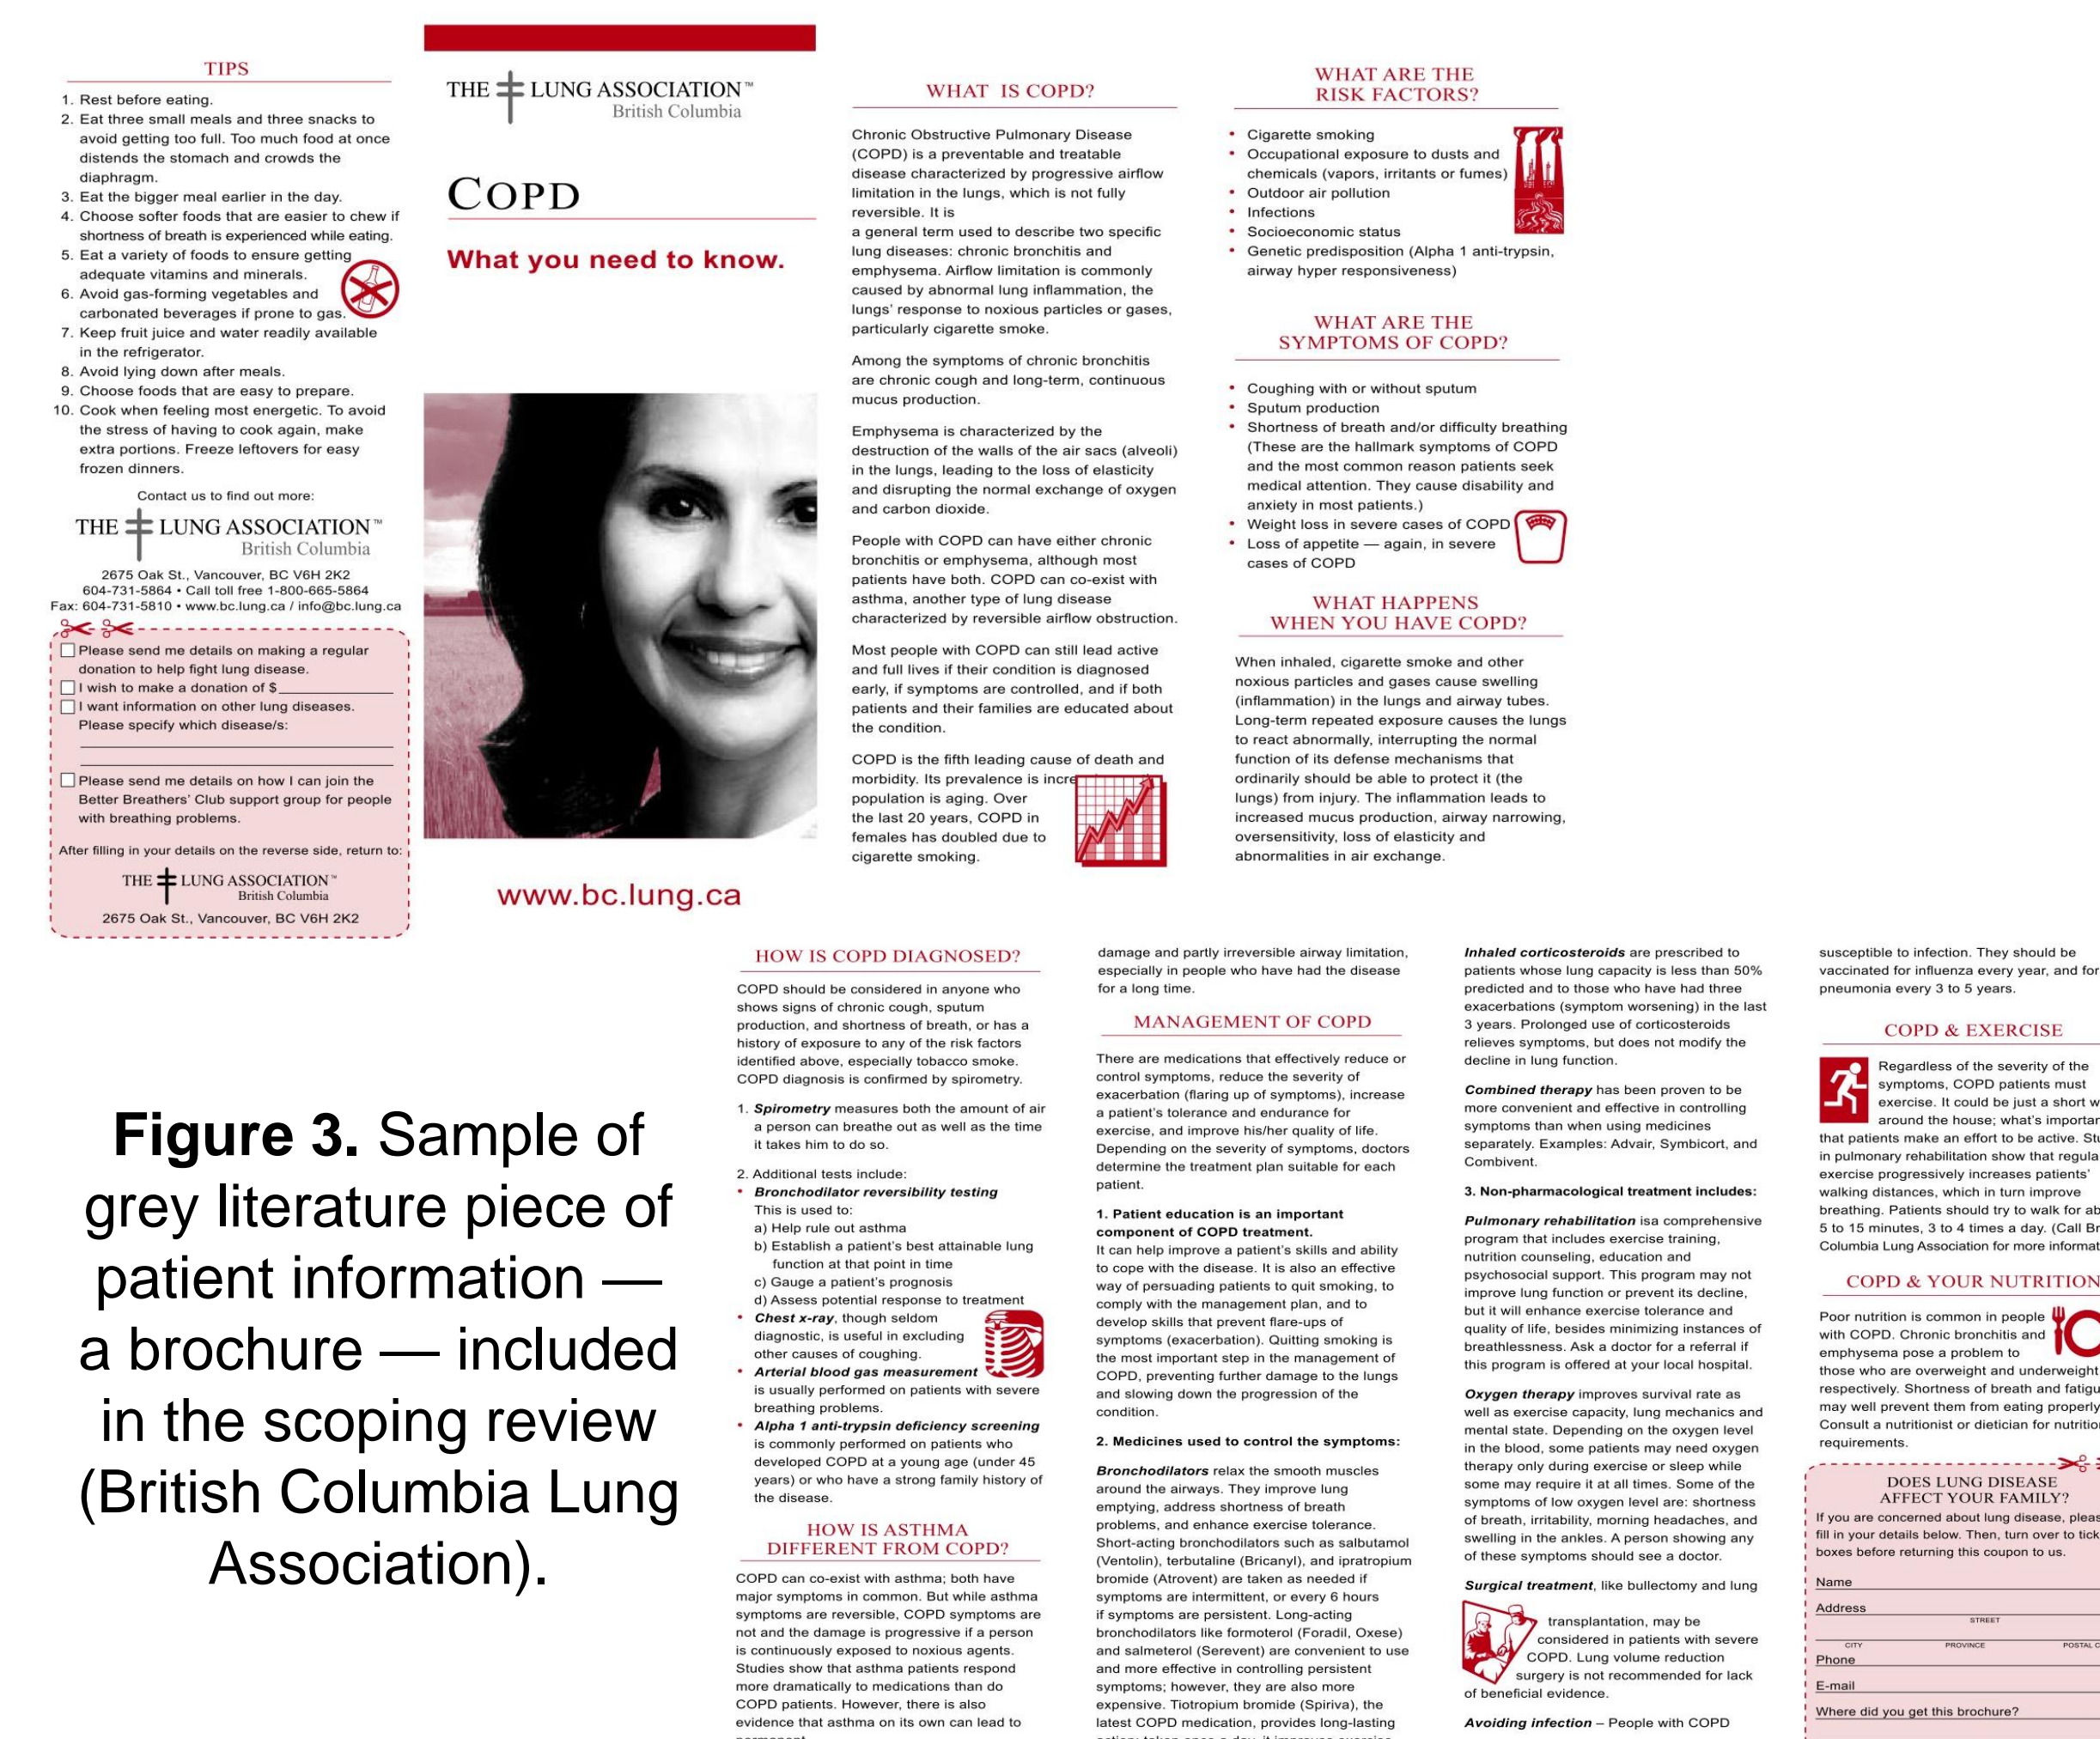 TIPS
1. Rest before eating.
2. Eat three small meals and three snacks to
avoid getting too full. Too much food at once
distends the stomach and crowds the
diaphragm.
3. Eat the bigger meal earlier in the day.
4. Choose softer foods that are easier to chew if
shortness of breath is experienced while eating.
5. Eat a variety of foods to ensure getting
adequate vitamins and minerals.
6. Avoid gas-forming vegetables and
carbonated beverages if prone to gas.
7. Keep fruit juice and water readily available
in the refrigerator.
8. Avoid lying down after meals.
9. Choose foods that are easy to prepare.
10. Cook when feeling most energetic. To avoid
the stress of having to cook again, make
extra portions. Freeze leftovers for easy
frozen dinners.
Contact us to find out more:
THE LUNG ASSOCIATION™
British Columbia
2675 Oak St., Vancouver, BC V6H 2K2
604-731-5864 • Call toll free 1-800-665-5864
Fax: 604-731-5810 • www.bc.lung.ca / info@bc.lung.ca
Please send me details on making a regular
donation to help fight lung disease.
I wish to make a donation of $
I want information on other lung diseases.
Please specify which disease/s:
Please send me details on how I can join the
Better Breathers' Club support group for people
with breathing problems.
After filling in your details on the reverse side, return to:
THE LUNG ASSOCIATION™
British Columbia
2675 Oak St., Vancouver, BC V6H 2K2
THE LUNG ASSOCIATION™
British Columbia
COPD
What you need to know.
www.bc.lung.ca
WHAT IS COPD?
Chronic Obstructive Pulmonary Disease
(COPD) is a preventable and treatable
disease characterized by progressive airflow
limitation in the lungs, which is not fully
reversible. It is
a general term used to describe two specific
lung diseases: chronic bronchitis and
emphysema. Airflow limitation is commonly
caused by abnormal lung inflammation, the
lungs' response to noxious particles or gases,
particularly cigarette smoke.
Among the symptoms of chronic bronchitis
are chronic cough and long-term, continuous
mucus production.
Emphysema is characterized by the
destruction of the walls of the air sacs (alveoli)
in the lungs, leading to the loss of elasticity
and disrupting the normal exchange of oxygen
and carbon dioxide.
People with COPD can have either chronic
bronchitis or emphysema, although most
patients have both. COPD can co-exist with
asthma, another type of lung disease
characterized by reversible airflow obstruction.
Most people with COPD can still lead active
and full lives if their condition is diagnosed
early, if symptoms are controlled, and if both
patients and their families are educated about
the condition.
COPD is the fifth leading cause of death and
morbidity. Its prevalence is incre
population is aging. Over
the last 20 years, COPD in
females has doubled due to
cigarette smoking.
WHAT ARE THE
RISK FACTORS?
• Cigarette smoking
• Occupational exposure to dusts and
chemicals (vapors, irritants or fumes)
• Outdoor air pollution
• Infections
• Socioeconomic status
• Genetic predisposition (Alpha 1 anti-trypsin,
airway hyper responsiveness)
WHAT ARE THE
SYMPTOMS OF COPD?
• Coughing with or without sputum
• Sputum production
• Shortness of breath and/or difficulty breathing
(These are the hallmark symptoms of COPD
and the most common reason patients seek
medical attention. They cause disability and
anxiety in most patients.)
• Weight loss in severe cases of COPD
• Loss of appetite — again, in severe
cases of COPD
WHAT HAPPENS
WHEN YOU HAVE COPD?
When inhaled, cigarette smoke and other
noxious particles and gases cause swelling
(inflammation) in the lungs and airway tubes.
Long-term repeated exposure causes the lungs
to react abnormally, interrupting the normal
function of its defense mechanisms that
ordinarily should be able to protect it (the
lungs) from injury. The inflammation leads to
increased mucus production, airway narrowing,
oversensitivity, loss of elasticity and
abnormalities in air exchange.
Figure 3. Sample of
grey literature piece of
patient information —
a brochure — included
in the scoping review
(British Columbia Lung
Association).
HOW IS COPD DIAGNOSED?
COPD should be considered in anyone who
shows signs of chronic cough, sputum
production, and shortness of breath, or has a
history of exposure to any of the risk factors
identified above, especially tobacco smoke.
COPD diagnosis is confirmed by spirometry.
1. Spirometry measures both the amount of air
a person can breathe out as well as the time
it takes him to do so.
2. Additional tests include:
• Bronchodilator reversibility testing
This is used to:
a) Help rule out asthma
b) Establish a patient's best attainable lung
function at that point in time
c) Gauge a patient's prognosis
d) Assess potential response to treatment
• Chest x-ray, though seldom
diagnostic, is useful in excluding
other causes of coughing.
• Arterial blood gas measurement
is usually performed on patients with severe
breathing problems.
• Alpha 1 anti-trypsin deficiency screening
is commonly performed on patients who
developed COPD at a young age (under 45
years) or who have a strong family history of
the disease.
HOW IS ASTHMA
DIFFERENT FROM COPD?
COPD can co-exist with asthma; both have
major symptoms in common. But while asthma
symptoms are reversible, COPD symptoms are
not and the damage is progressive if a person
is continuously exposed to noxious agents.
Studies show that asthma patients respond
more dramatically to medications than do
COPD patients. However, there is also
evidence that asthma on its own can lead to
damage and partly irreversible airway limitation,
especially in people who have had the disease
for a long time.
MANAGEMENT OF COPD
There are medications that effectively reduce or
control symptoms, reduce the severity of
exacerbation (flaring up of symptoms), increase
a patient's tolerance and endurance for
exercise, and improve his/her quality of life.
Depending on the severity of symptoms, doctors
determine the treatment plan suitable for each
patient.
1. Patient education is an important
component of COPD treatment.
It can help improve a patient's skills and ability
to cope with the disease. It is also an effective
way of persuading patients to quit smoking, to
comply with the management plan, and to
develop skills that prevent flare-ups of
symptoms (exacerbation). Quitting smoking is
the most important step in the management of
COPD, preventing further damage to the lungs
and slowing down the progression of the
condition.
2. Medicines used to control the symptoms:
Bronchodilators relax the smooth muscles
around the airways. They improve lung
emptying, address shortness of breath
problems, and enhance exercise tolerance.
Short-acting bronchodilators such as salbutamol
(Ventolin), terbutaline (Bricanyl), and ipratropium
bromide (Atrovent) are taken as needed if
symptoms are intermittent, or every 6 hours
if symptoms are persistent. Long-acting
bronchodilators like formoterol (Foradil, Oxese)
and salmeterol (Serevent) are convenient to use
and more effective in controlling persistent
symptoms; however, they are also more
expensive. Tiotropium bromide (Spiriva), the
latest COPD medication, provides long-lasting
Inhaled corticosteroids are prescribed to
patients whose lung capacity is less than 50%
predicted and to those who have had three
exacerbations (symptom worsening) in the last
3 years. Prolonged use of corticosteroids
relieves symptoms, but does not modify the
decline in lung function.
Combined therapy has been proven to be
more convenient and effective in controlling
symptoms than when using medicines
separately. Examples: Advair, Symbicort, and
Combivent.
3. Non-pharmacological treatment includes:
Pulmonary rehabilitation isa comprehensive
program that includes exercise training,
nutrition counseling, education and
psychosocial support. This program may not
improve lung function or prevent its decline,
but it will enhance exercise tolerance and
quality of life, besides minimizing instances of
breathlessness. Ask a doctor for a referral if
this program is offered at your local hospital.
Oxygen therapy improves survival rate as
well as exercise capacity, lung mechanics and
mental state. Depending on the oxygen level
in the blood, some patients may need oxygen
therapy only during exercise or sleep while
some may require it at all times. Some of the
symptoms of low oxygen level are: shortness
of breath, irritability, morning headaches, and
swelling in the ankles. A person showing any
of these symptoms should see a doctor.
Surgical treatment, like bullectomy and lung
transplantation, may be
considered in patients with severe
COPD. Lung volume reduction
surgery is not recommended for lack
of beneficial evidence.
Avoiding infection – People with COPD
susceptible to infection. They should be
vaccinated for influenza every year, and for
pneumonia every 3 to 5 years.
COPD & EXERCISE
Regardless of the severity of the
symptoms, COPD patients must
exercise. It could be just a short w
around the house; what's importan
that patients make an effort to be active. Stu
in pulmonary rehabilitation show that regula
exercise progressively increases patients'
walking distances, which in turn improve
breathing. Patients should try to walk for ab
5 to 15 minutes, 3 to 4 times a day. (Call Br
Columbia Lung Association for more informat
COPD & YOUR NUTRITION
Poor nutrition is common in people
with COPD. Chronic bronchitis and
emphysema pose a problem to
those who are overweight and underweight
respectively. Shortness of breath and fatigu
may well prevent them from eating properly
Consult a nutritionist or dietician for nutrition
requirements.
DOES LUNG DISEASE
AFFECT YOUR FAMILY?
If you are concerned about lung disease, pleas
fill in your details below. Then, turn over to tick
boxes before returning this coupon to us.
Name
Address
STREET
CITY PROVINCE POSTAL C
Phone
E-mail
Where did you get this brochure?